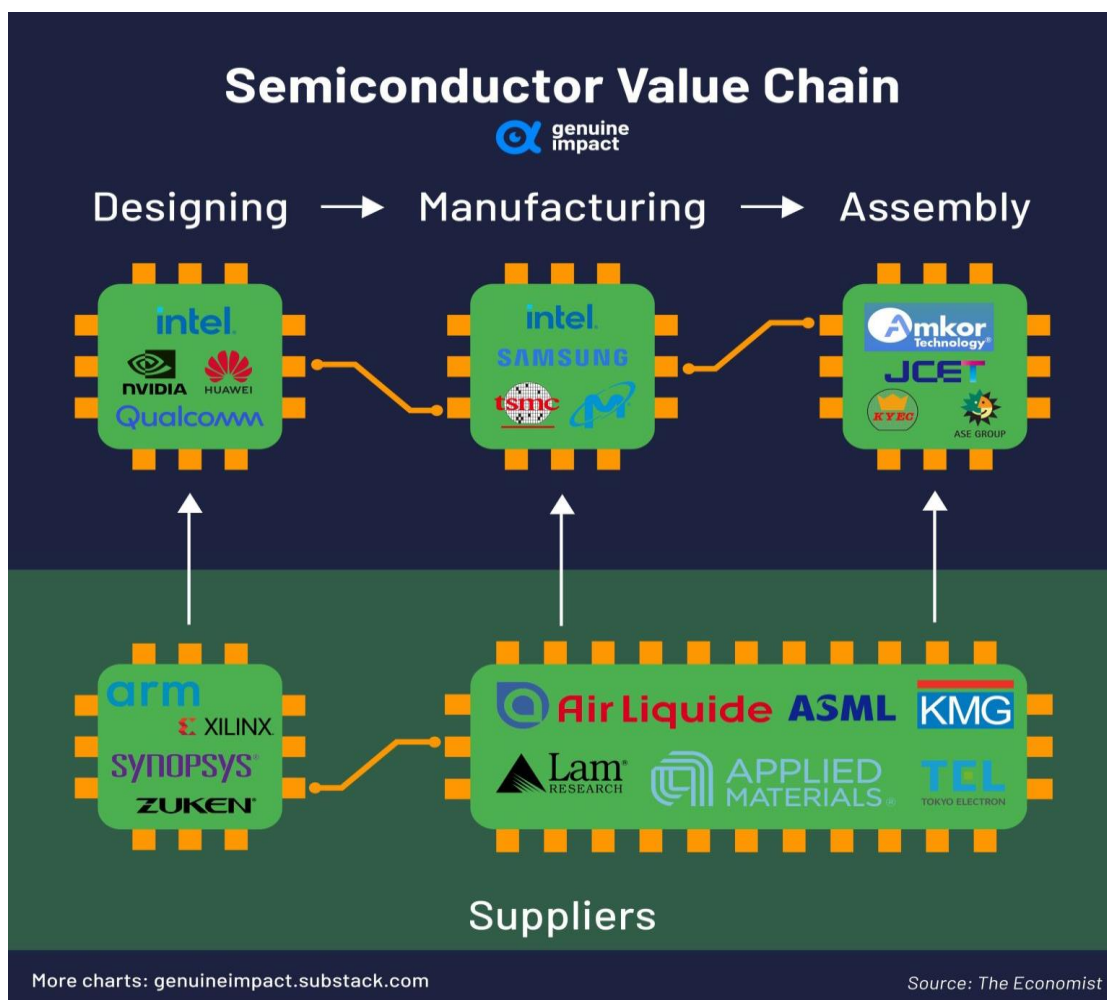 Semiconductor Value Chain
genuine
impact
Designing → Manufacturing → Assembly
intel.
NVIDIA
HUAWEI
Qualcomm
intel.
SAMSUNG
tsmc
M
Amkor
Technology®
JCET
KYEC
ASE GROUP
arm
XILINX.
SYNOPSYS®
ZUKEN®
Air Liquide
ASML
KMG
Lam®
RESEARCH
APPLIED
MATERIALS®
TEL
TOKYO ELECTRON
Suppliers
More charts: genuineimpact.substack.com
Source: The Economist